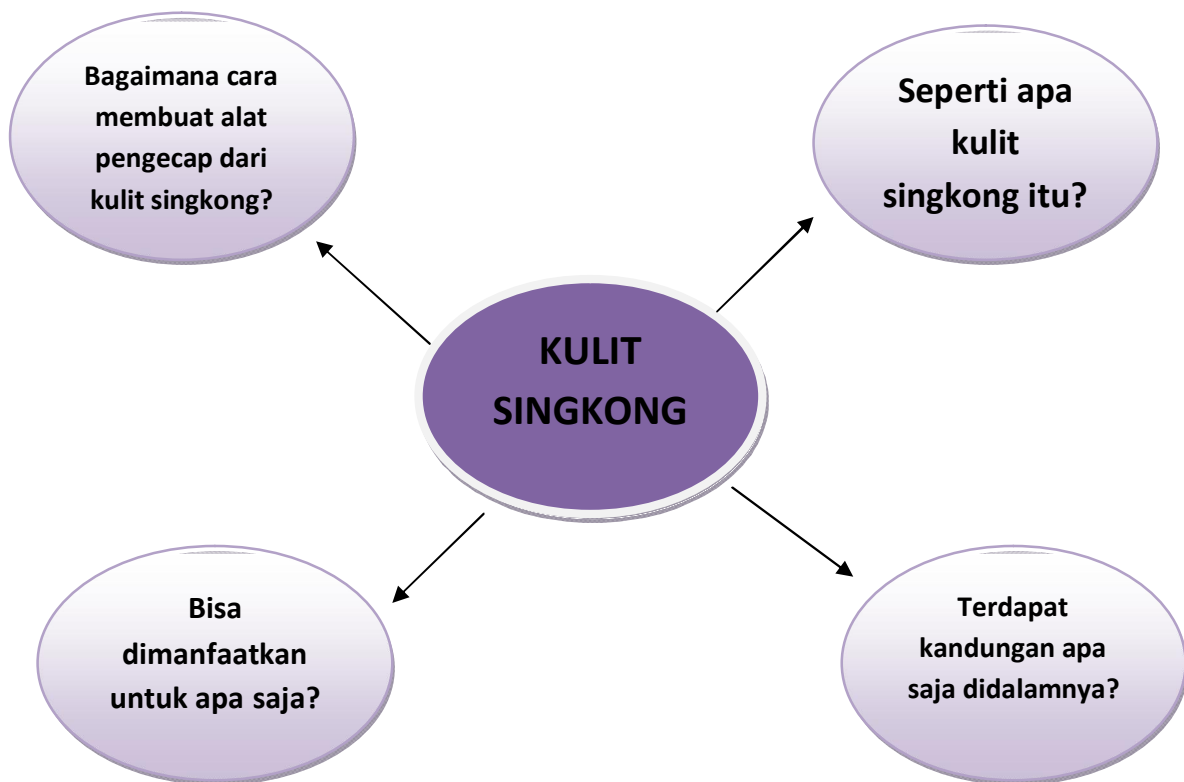 Bagaimana cara
membuat alat
pengecap dari
kulit singkong?
Seperti apa
kulit
singkong itu?
KULIT
SINGKONG
Bisa
dimanfaatkan
untuk apa saja?
Terdapat
kandungan apa
saja didalamnya?